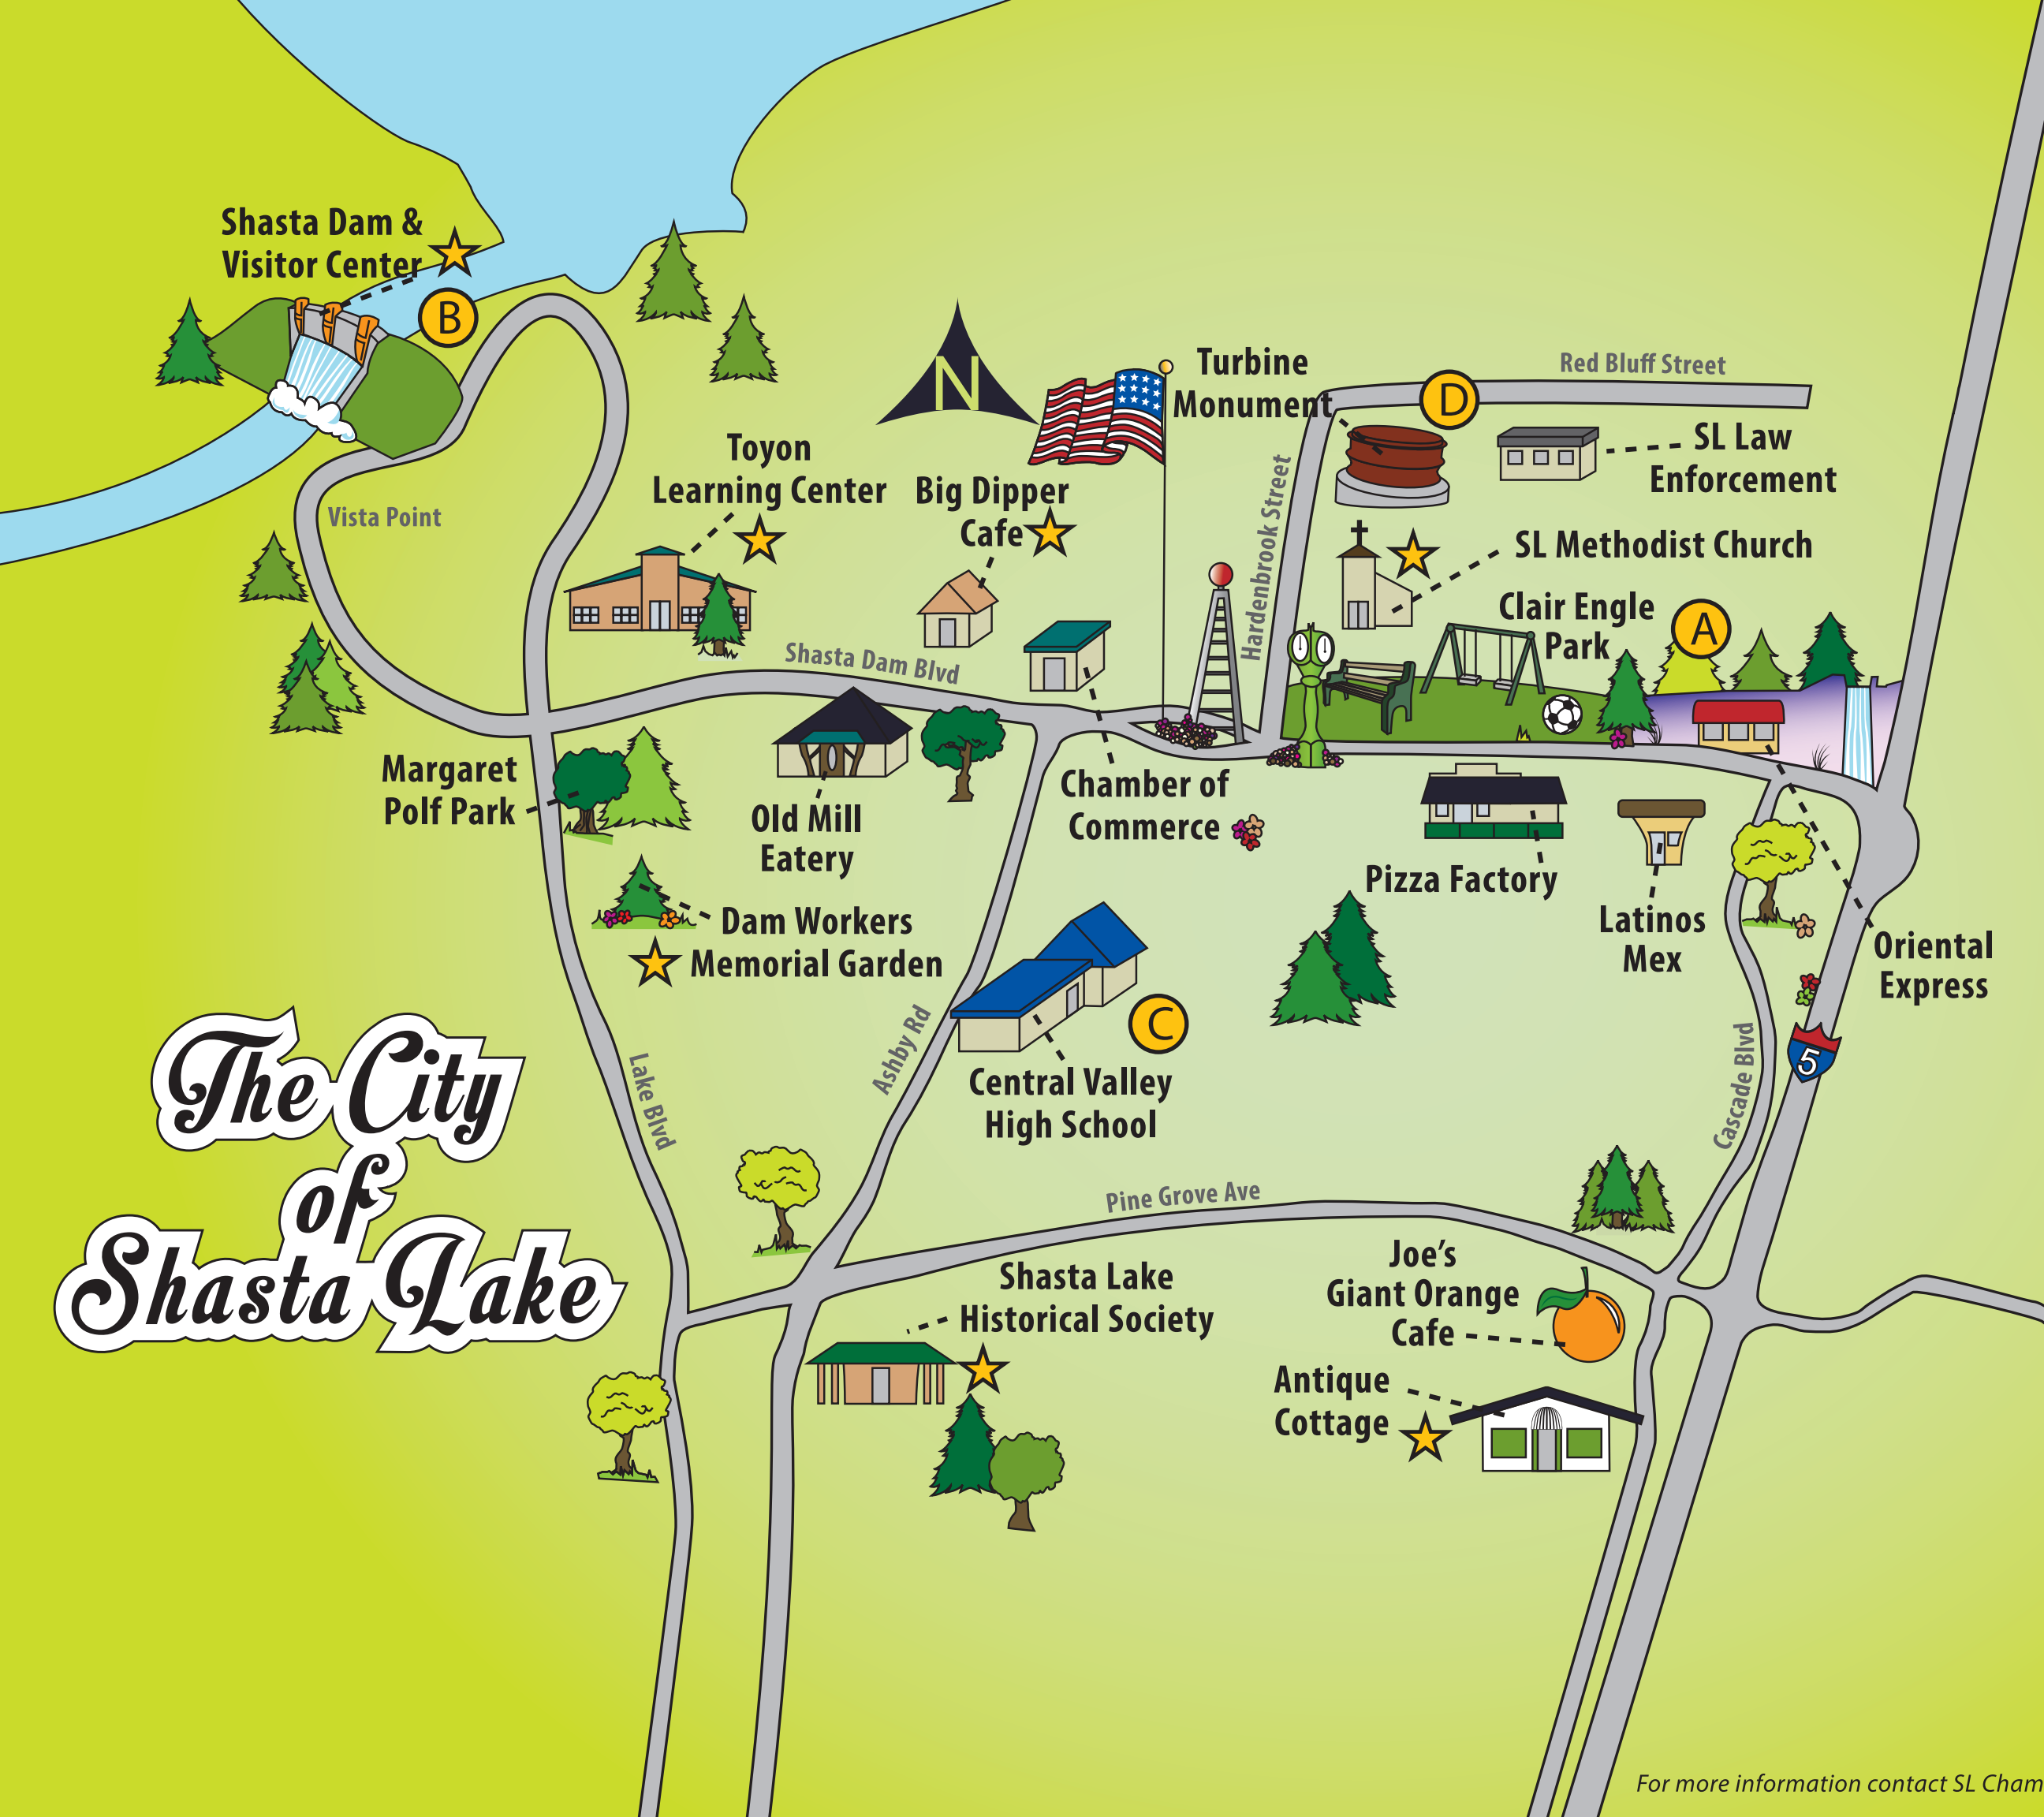 Shasta Dam &
Visitor Center
B
N
Turbine
Monument
Red Bluff Street
D
SL Law
Enforcement
Toyon
Learning Center
Big Dipper
Cafe
Hardenbrook Street
SL Methodist Church
Vista Point
Clair Engle
Park
A
Shasta Dam Blvd
Margaret
Polf Park
Old Mill
Eatery
Chamber of
Commerce
Pizza Factory
Latinos
Mex
Oriental
Express
Dam Workers
Memorial Garden
C
Central Valley
High School
Ashby Rd
Lake Blvd
Cascade Blvd
5
The City
of
Shasta Lake
Pine Grove Ave
Shasta Lake
Historical Society
Joe's
Giant Orange
Cafe
Antique
Cottage
For more information contact SL Cham